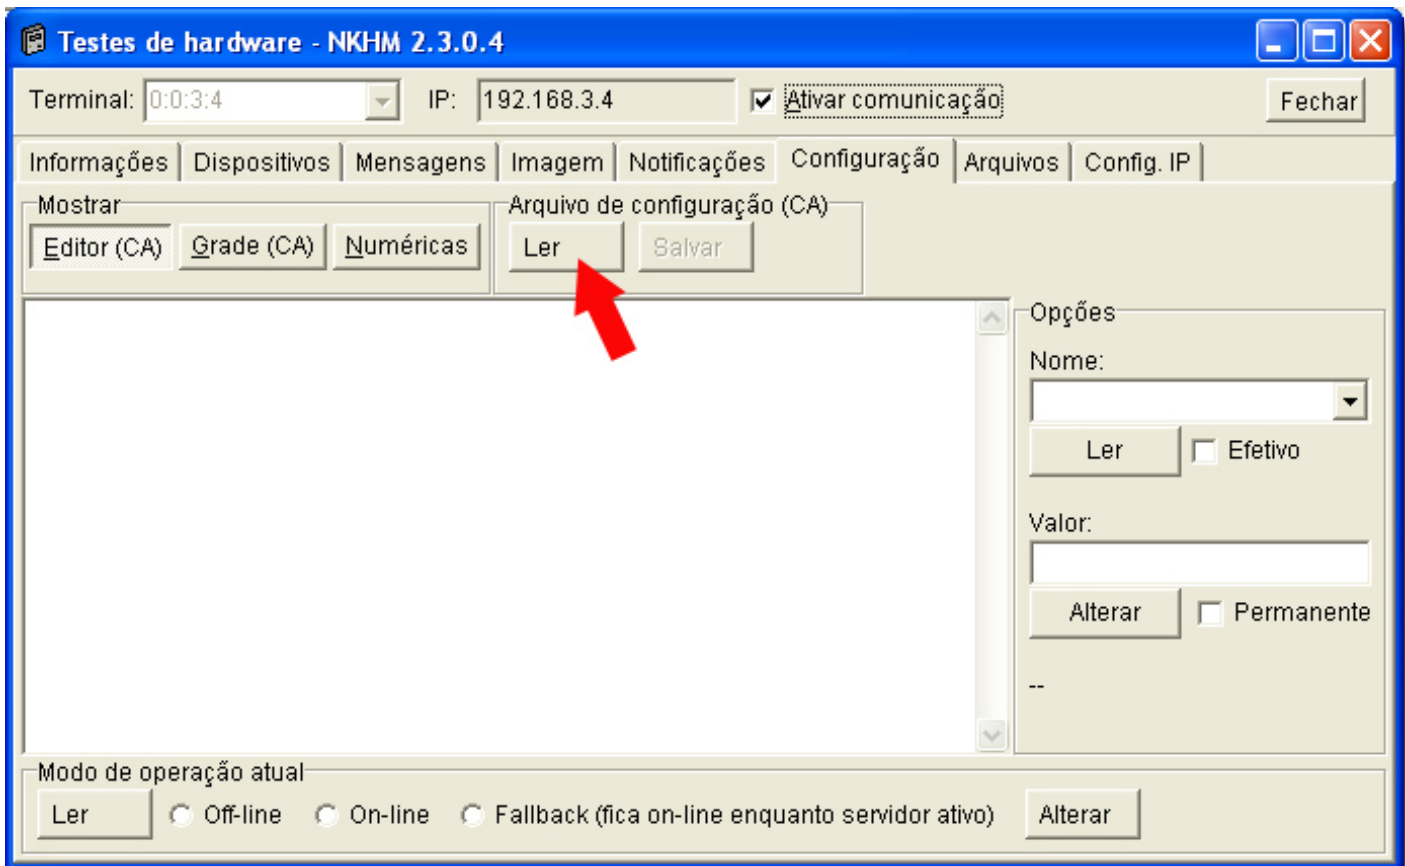 Testes de hardware - NKHM 2.3.0.4
Terminal: 0:0:3:4 IP: 192.168.3.4 Ativar comunicação Fechar
Informações Dispositivos Mensagens Imagem Notificações Configuração Arquivos Config. IP
Mostrar Arquivo de configuração (CA)
Editor (CA) Grade (CA) Numéricas Ler Salvar
Opções
Nome:
Ler Efetivo
Valor:
Alterar Permanente
--
Modo de operação atual
Ler Off-line On-line Fallback (fica on-line enquanto servidor ativo) Alterar